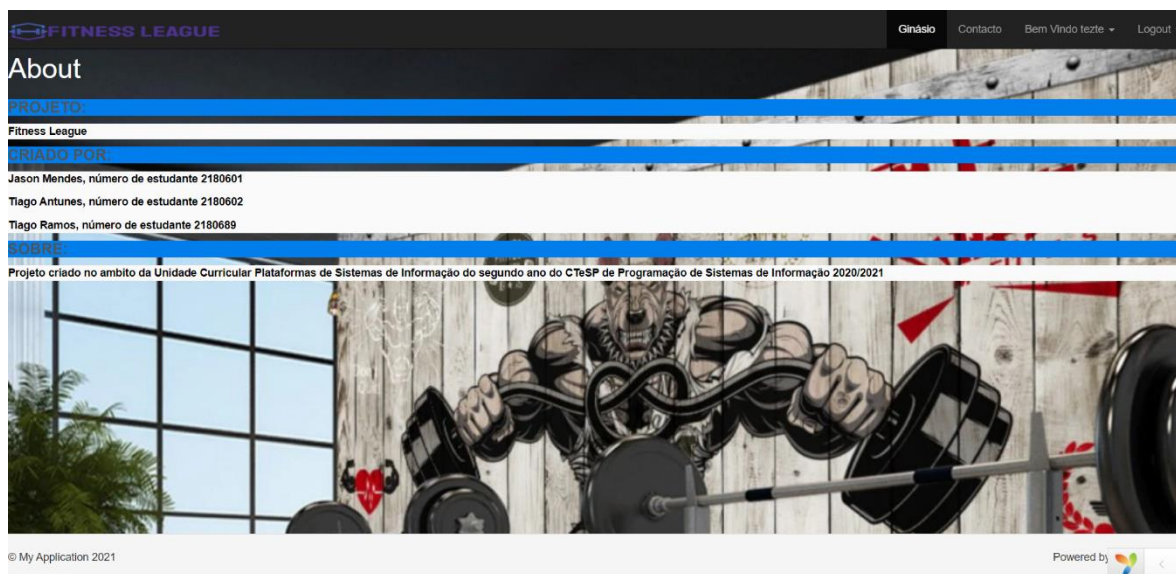 FITNESS LEAGUE
Ginásio Contacto Bem Vindo tezte Logout
About
PROJETO:
Fitness League
CRIADO POR:
Jason Mendes, número de estudante 2180601
Tiago Antunes, número de estudante 2180602
Tiago Ramos, número de estudante 2180689
SOBRE:
Projeto criado no ambito da Unidade Curricular Plataformas de Sistemas de Informação do segundo ano do CTeSP de Programação de Sistemas de Informação 2020/2021
© My Application 2021
Powered by